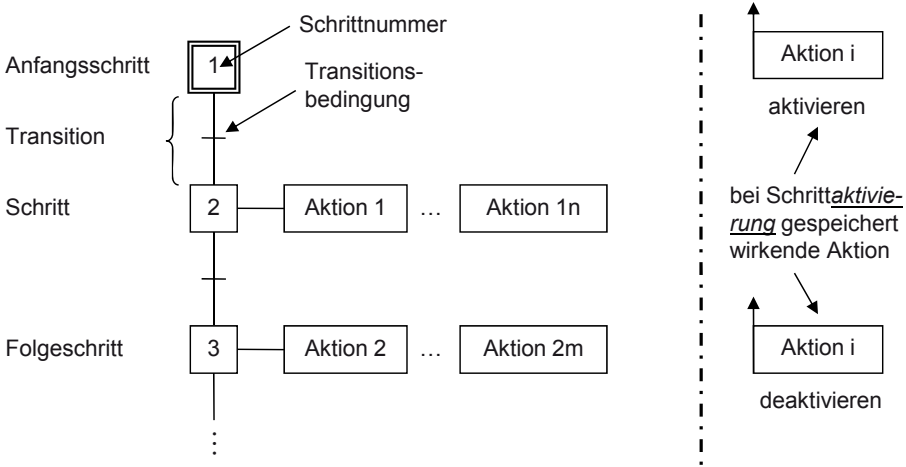 Schrittnummer
Anfangsschritt
1
Transitions-
bedingung
Transition
Schritt
2
Aktion 1
…
Aktion 1n
Folgeschritt
3
Aktion 2
…
Aktion 2m
Aktion i
aktivieren
bei Schrittaktivie-
rung gespeichert
wirkende Aktion
Aktion i
deaktivieren